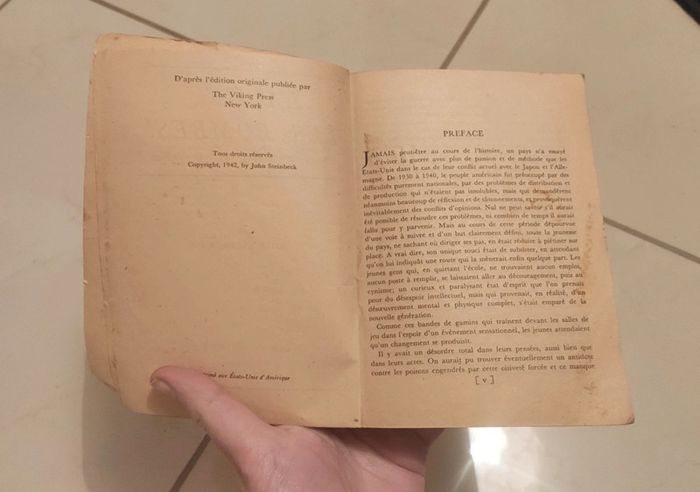 D'après l'édition originale publiée par
The Viking Press
New York
Tous droits réservés
Copyright, 1942, by John Steinbeck
aux États-Unis d'Amérique
PREFACE
JAMAIS peut-être au cours de l'histoire, un pays n'a essayé
d'éviter la guerre avec plus de passion et de méthode que les
États-Unis dans le cas de leur conflit actuel avec le Japon et l'Alle-
magne. De 1930 à 1940, le peuple américain fut préoccupé par des
difficultés purement nationales, par des problèmes de distribution et
de production qui n'étaient pas insolubles, mais qui demandèrent
néanmoins beaucoup de réflexion et de tâtonnements, et provoquèrent
inévitablement des conflits d'opinions. Nul ne peut savoir s'il aurait
été possible de résoudre ces problèmes, ni combien de temps il aurait
fallu pour y parvenir. Mais au cours de cette période dépourvue
d'une voie à suivre et d'un but clairement défini, toute la jeunesse
du pays, ne sachant où diriger ses pas, en était réduite à piétiner sur
place. A vrai dire, son unique souci était de subsister, en attendant
qu'on lui indiquât une route qui la mènerait enfin quelque part. Les
jeunes gens qui, en quittant l'école, ne trouvaient aucun emploi,
aucun poste à remplir, se laissaient aller au découragement, puis au
cynisme; un curieux et paralysant état d'esprit que l'on prenait
pour du désespoir intellectuel, mais qui provenait, en réalité, d'un
désœuvrement mental et physique complet, s'était emparé de la
nouvelle génération.
Comme ces bandes de gamins qui traînent devant les salles de
jeu dans l'espoir d'un événement sensationnel, les jeunes attendaient
qu'un changement se produisît.
Il y avait un désordre total dans leurs pensées, aussi bien que
dans leurs actes. On aurait pu trouver éventuellement un antidote
contre les poisons engendrés par cette oisiveté forcée et ce manque
[ v ]